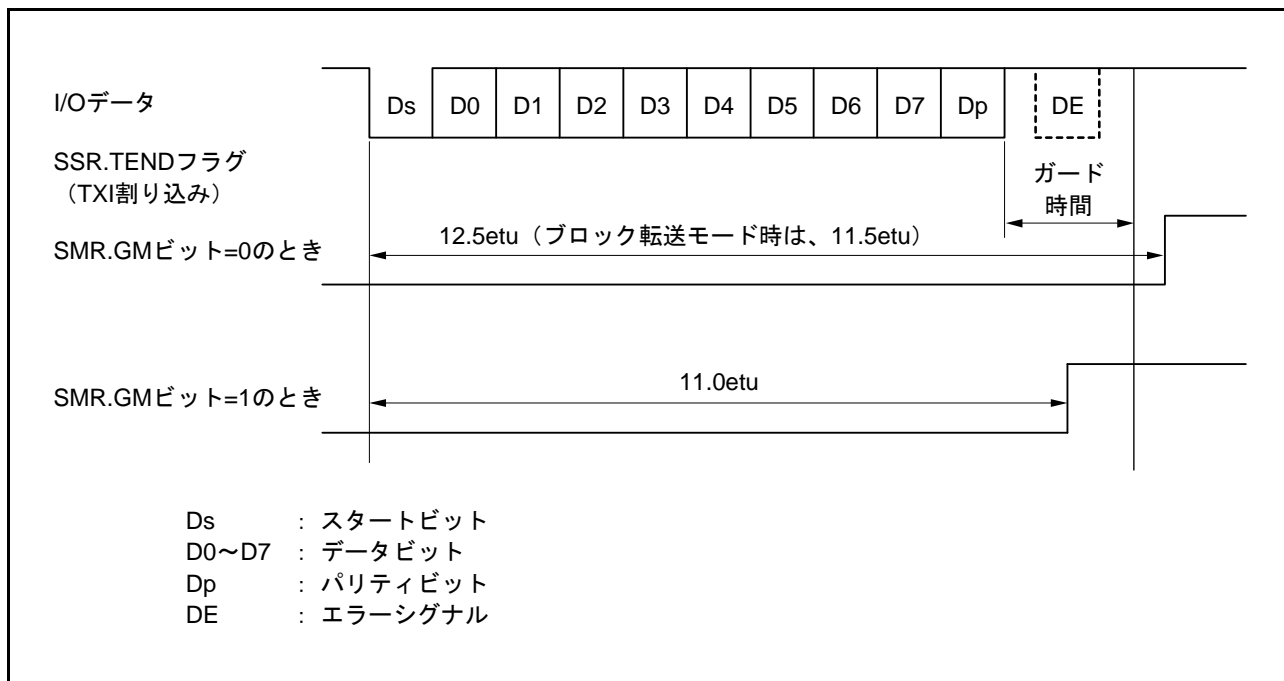 I/Oデータ
Ds D0 D1 D2 D3 D4 D5 D6 D7 Dp DE
SSR.TENDフラグ
（TXI割り込み）
ガード
時間
12.5etu（ブロック転送モード時は、11.5etu）
SMR.GMビット=0のとき
11.0etu
SMR.GMビット=1のとき
Ds : スタートビット
D0～D7 : データビット
Dp : パリティビット
DE : エラーシグナル